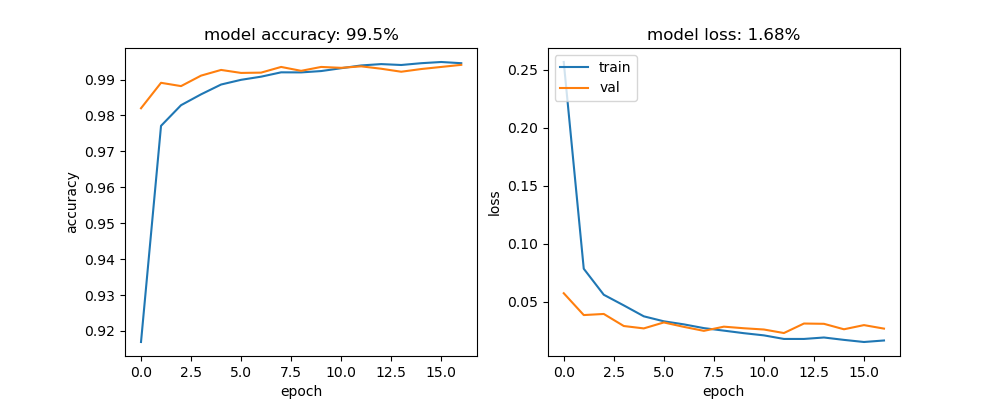 model accuracy: 99.5%
0.99
0.98
0.97
0.96
0.95
0.94
0.93
0.92
accuracy
0.0 2.5 5.0 7.5 10.0 12.5 15.0
epoch
model loss: 1.68%
train
val
0.25
0.20
0.15
0.10
0.05
loss
0.0 2.5 5.0 7.5 10.0 12.5 15.0
epoch